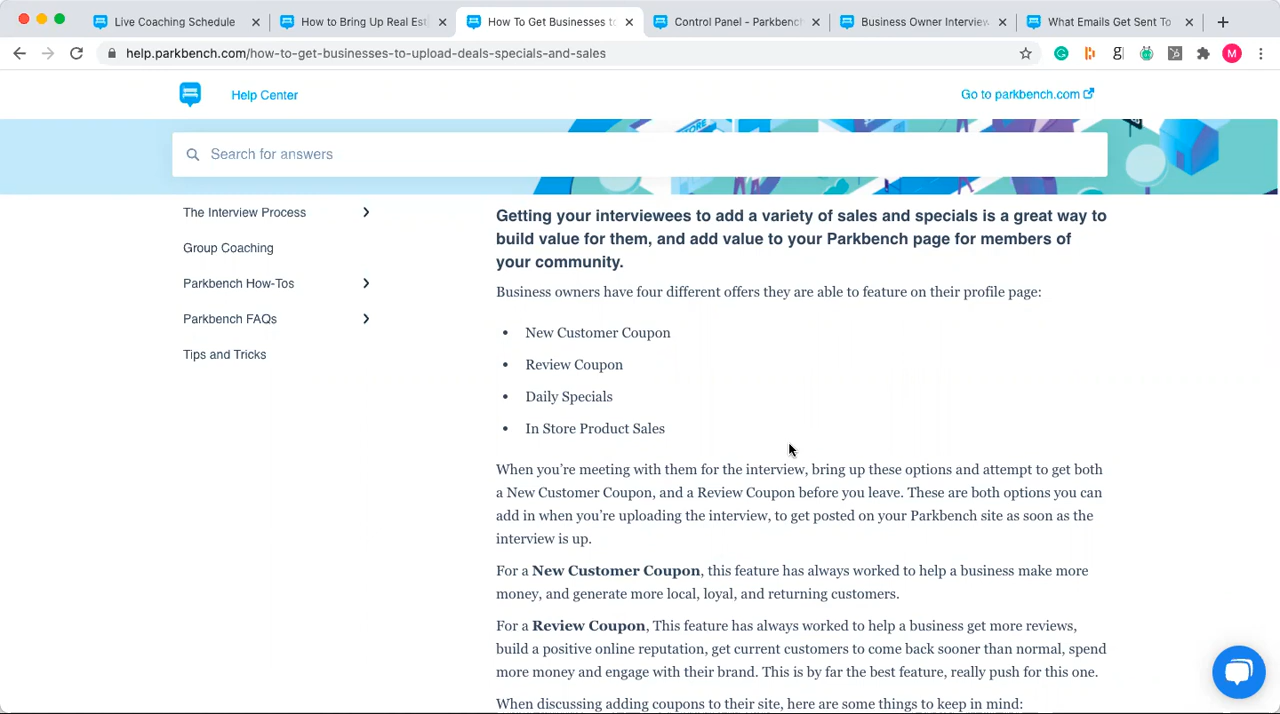 Live Coaching Schedule
How to Bring Up Real Est
How To Get Businesses to
Control Panel - Parkbench
Business Owner Interview
What Emails Get Sent To
help.parkbench.com/how-to-get-businesses-to-upload-deals-specials-and-sales
M
Help Center
Go to parkbench.com
STORE
Search for answers
The Interview Process
Group Coaching
Parkbench How-Tos
Parkbench FAQs
Tips and Tricks
Getting your interviewees to add a variety of sales and specials is a great way to
build value for them, and add value to your Parkbench page for members of
your community.
Business owners have four different offers they are able to feature on their profile page:
• New Customer Coupon
• Review Coupon
• Daily Specials
• In Store Product Sales
When you’re meeting with them for the interview, bring up these options and attempt to get both
a New Customer Coupon, and a Review Coupon before you leave. These are both options you can
add in when you’re uploading the interview, to get posted on your Parkbench site as soon as the
interview is up.
For a New Customer Coupon, this feature has always worked to help a business make more
money, and generate more local, loyal, and returning customers.
For a Review Coupon, This feature has always worked to help a business get more reviews,
build a positive online reputation, get current customers to come back sooner than normal, spend
more money and engage with their brand. This is by far the best feature, really push for this one.
When discussing adding coupons to their site, here are some things to keep in mind: